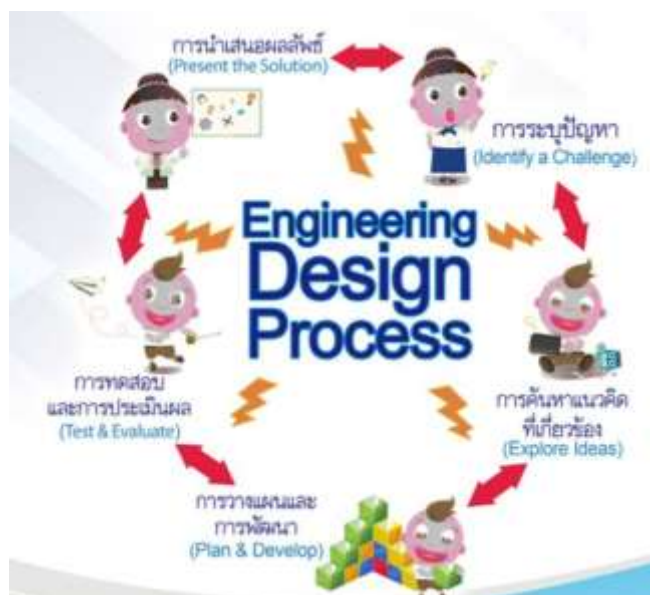 การนำเสนอผลลัพธ์
(Present the Solution)
การระบุปัญหา
(Identify a Challenge)
Engineering
Design
Process
การค้นหาแนวคิด
ที่เกี่ยวข้อง
(Explore Ideas)
การวางแผนและ
การพัฒนา
(Plan & Develop)
การทดสอบ
และการประเมินผล
(Test & Evaluate)